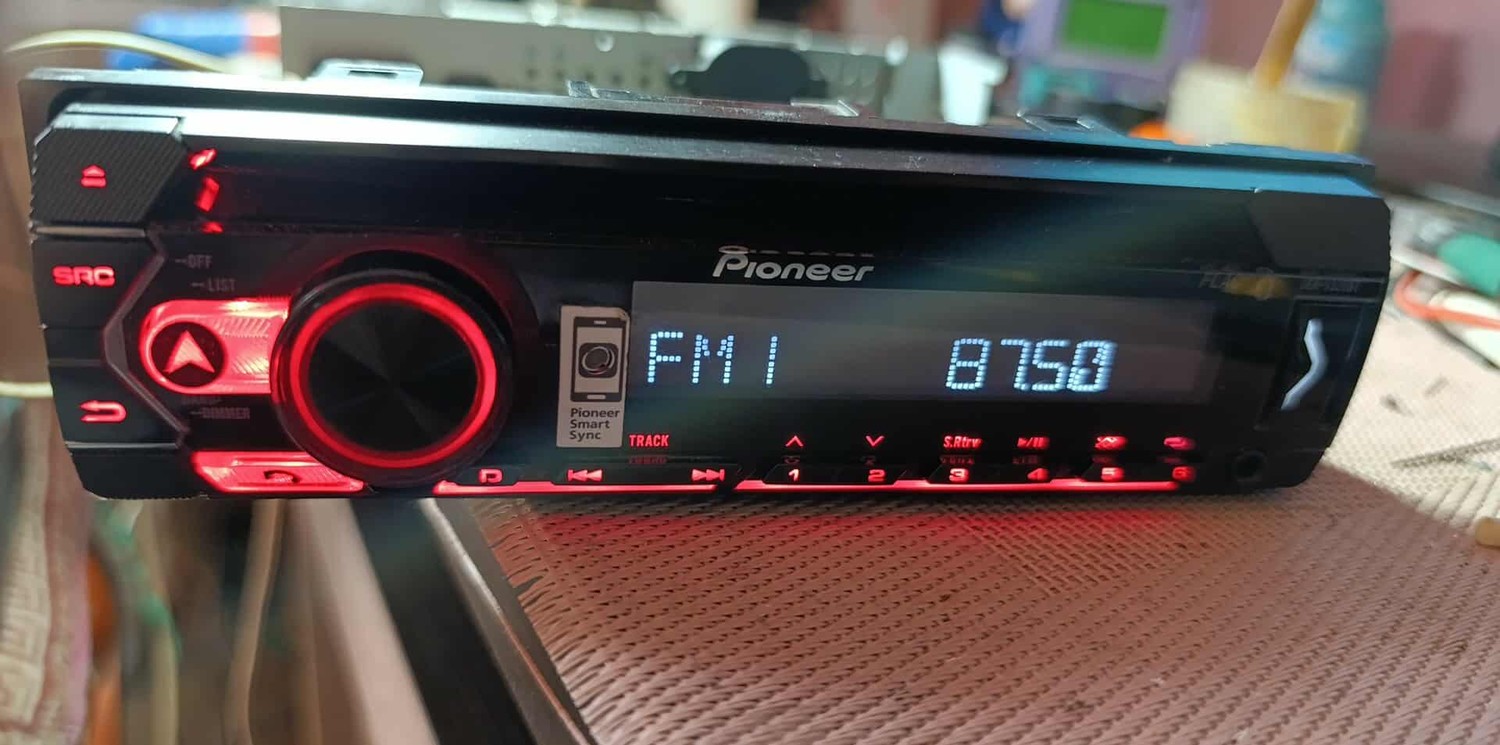 SRC
OFF
LIST
DIMMER
Pioneer
Pioneer
Smart
Sync
FM1 87.50
TRACK
S.Rtrv
P
1 2 3 4 5 6